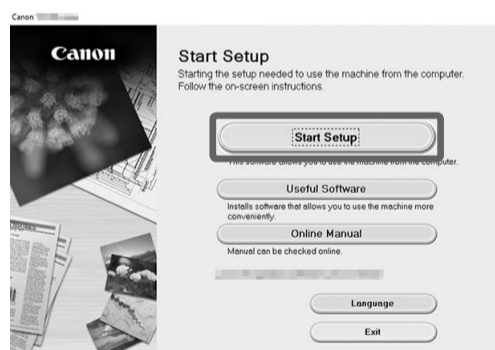 Canon
Canon
Start Setup
Starting the setup needed to use the machine from the computer.
Follow the on-screen instructions.
Start Setup
This software allows you to use the machine from the computer.
Useful Software
Installs software that allows you to use the machine more
conveniently.
Online Manual
Manual can be checked online.
Language
Exit